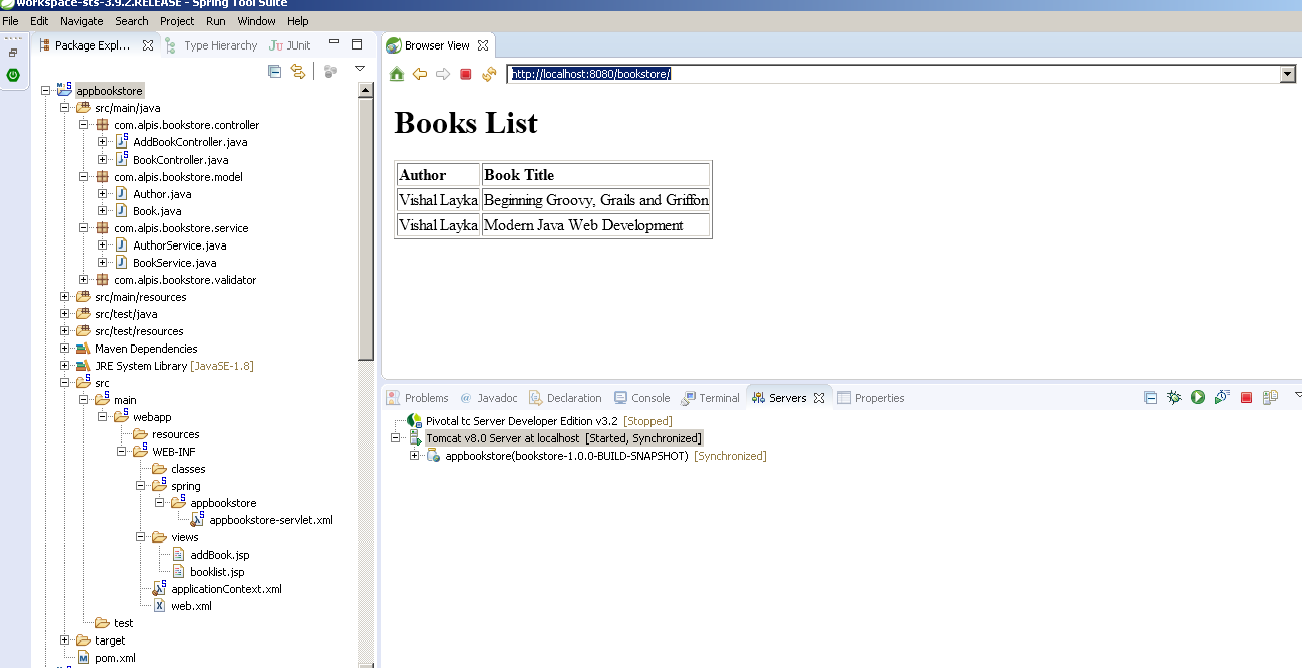 workspace-sts-3.9.2.RELEASE - Spring Tool Suite
File Edit Navigate Search Project Run Window Help
Package Expl... Type Hierarchy JUnit
appbookstore
src/main/java
com.alpis.bookstore.controller
AddBookController.java
BookController.java
com.alpis.bookstore.model
Author.java
Book.java
com.alpis.bookstore.service
AuthorService.java
BookService.java
com.alpis.bookstore.validator
src/main/resources
src/test/java
src/test/resources
Maven Dependencies
JRE System Library [JavaSE-1.8]
src
main
webapp
resources
WEB-INF
classes
spring
appbookstore
appbookstore-servlet.xml
views
addBook.jsp
booklist.jsp
applicationContext.xml
web.xml
test
target
pom.xml
Browser View
http://localhost:8080/bookstore/
Books List
Author Book Title
Vishal Layka Beginning Groovy, Grails and Griffon
Vishal Layka Modern Java Web Development
Problems Javadoc Declaration Console Terminal Servers Properties
Pivotal tc Server Developer Edition v3.2 [Stopped]
Tomcat v8.0 Server at localhost [Started, Synchronized]
appbookstore(bookstore-1.0.0-BUILD-SNAPSHOT) [Synchronized]